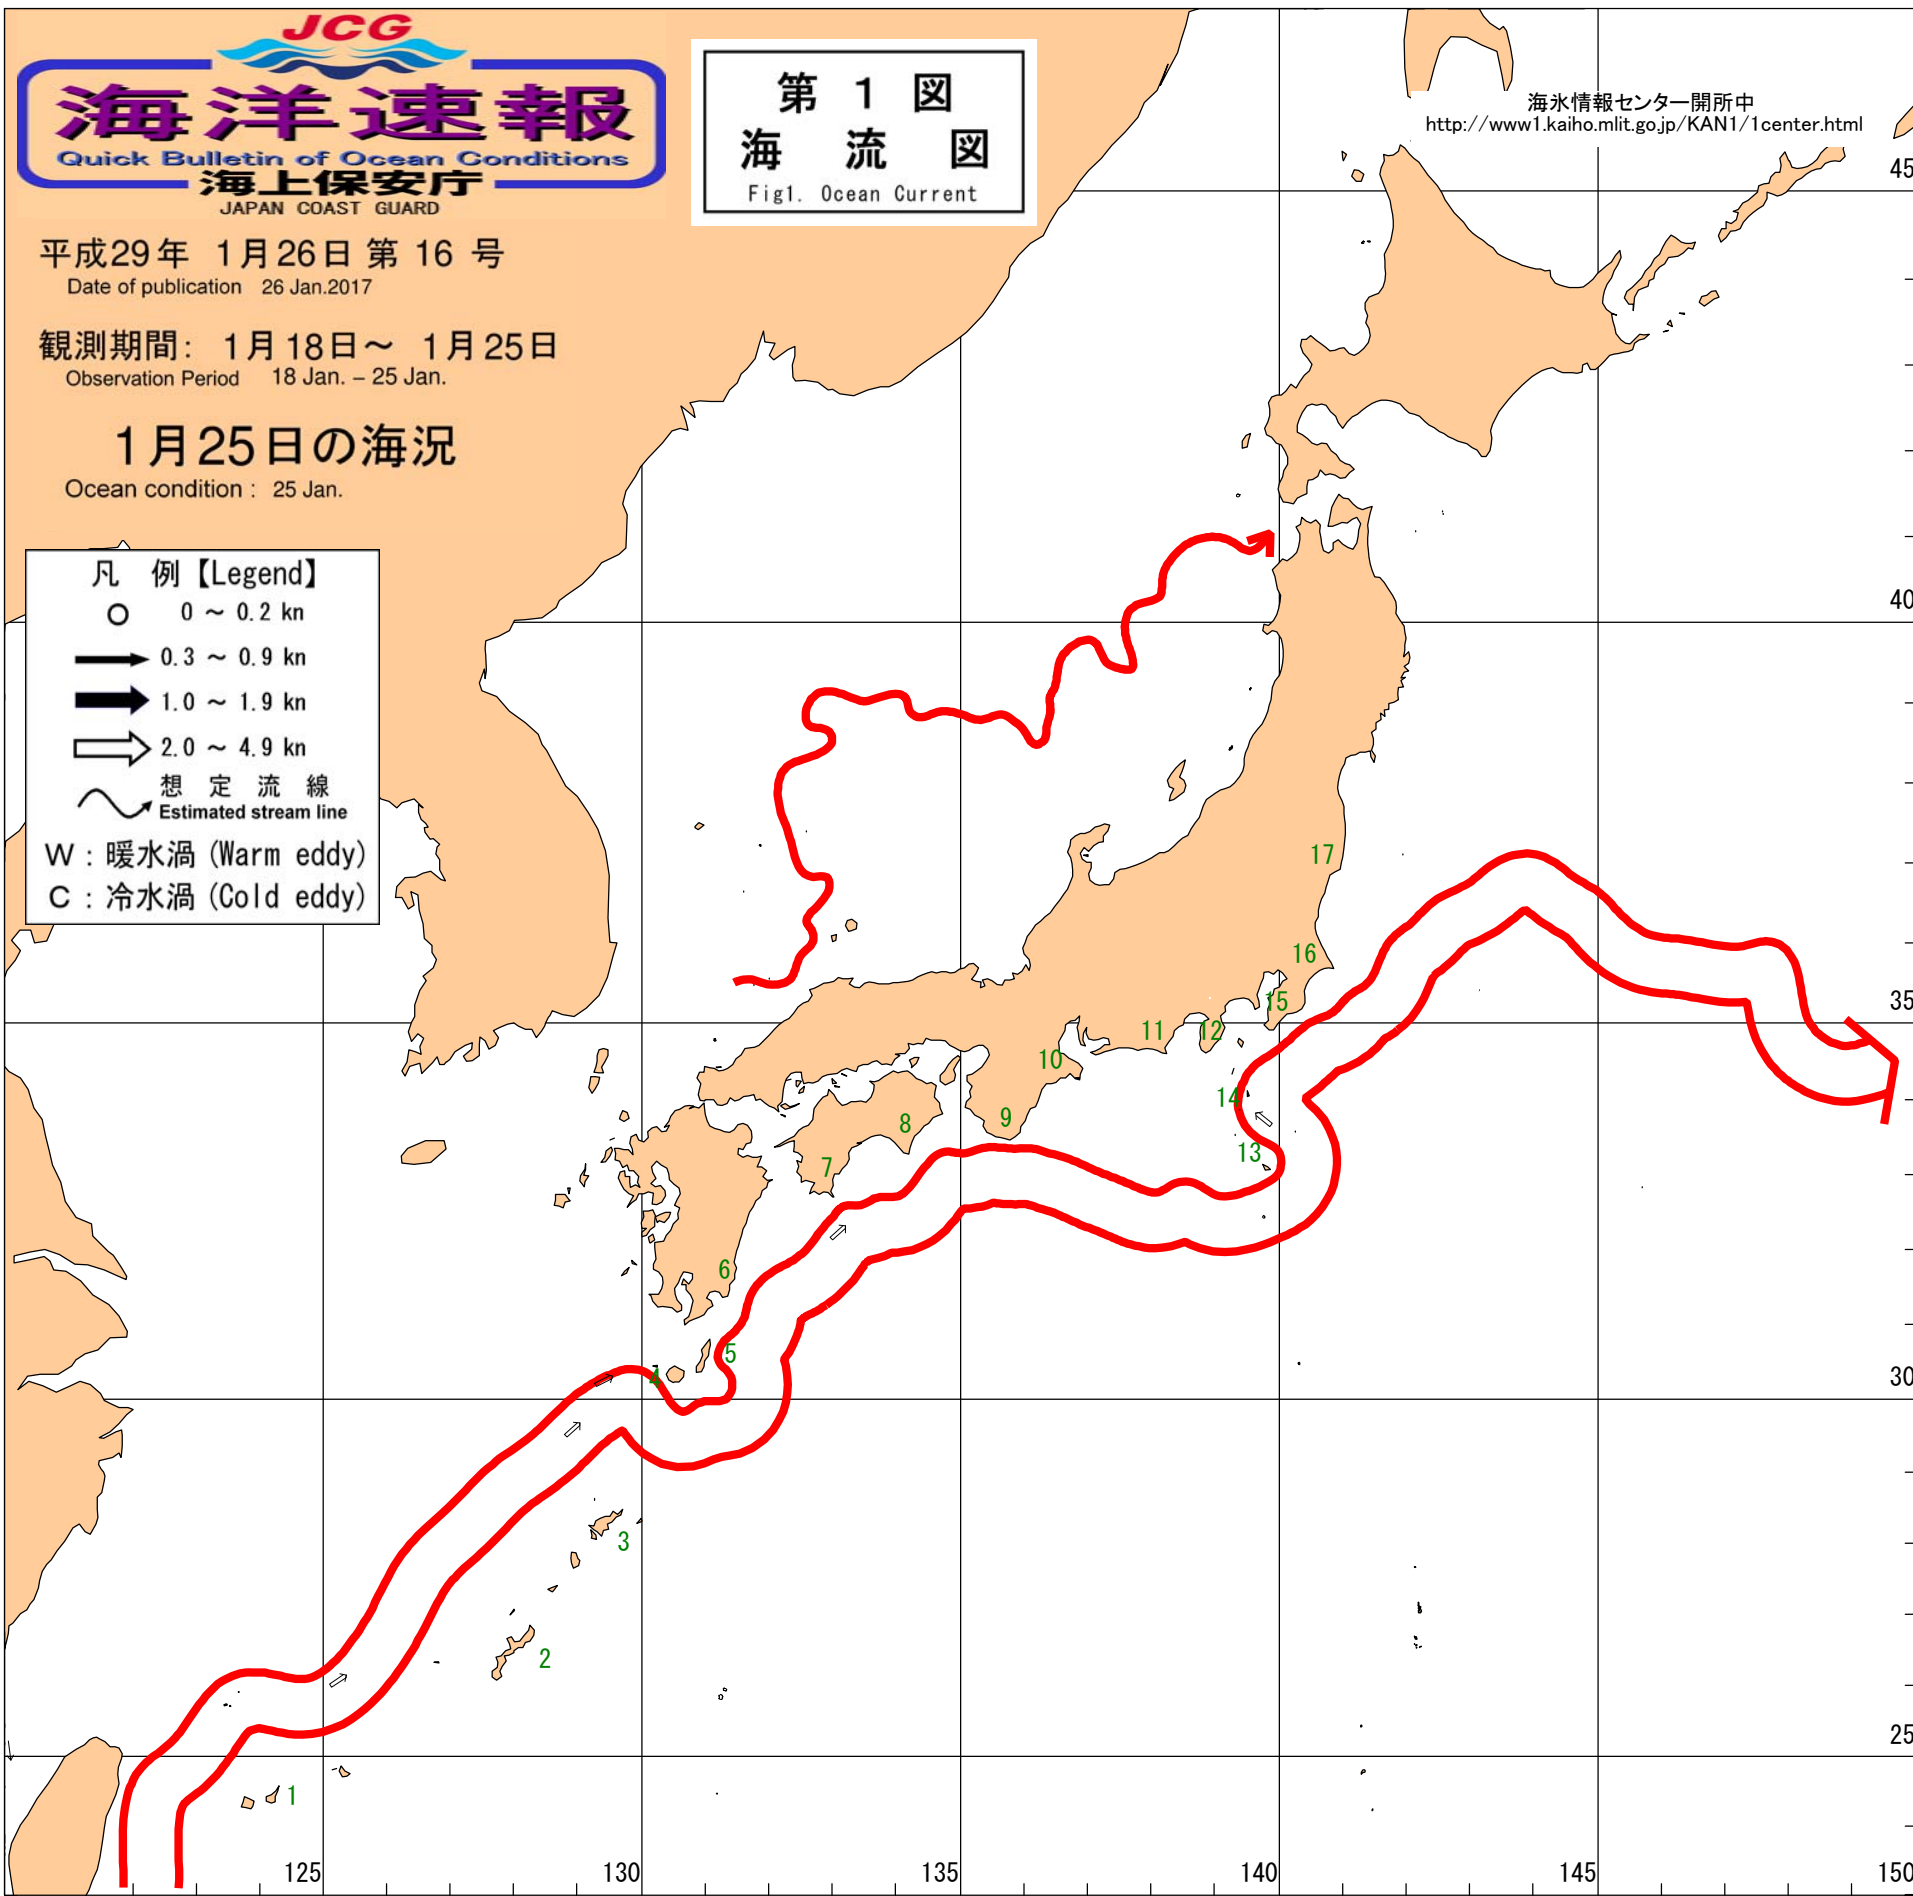 JCG
海洋速報
Quick Bulletin of Ocean Conditions
海上保安庁
JAPAN COAST GUARD
平成29年 1月26日 第 16 号
Date of publication 26 Jan.2017
観測期間: 1月18日～ 1月25日
Observation Period 18 Jan. – 25 Jan.
1月25日の海況
Ocean condition : 25 Jan.
第 1 図
海 流 図
Fig1. Ocean Current
海氷情報センター開所中
http://www1.kaiho.mlit.go.jp/KAN1/1center.html
凡 例【Legend】
0 ～ 0.2 kn
0.3 ～ 0.9 kn
1.0 ～ 1.9 kn
2.0 ～ 4.9 kn
想 定 流 線
Estimated stream line
W : 暖水渦 (Warm eddy)
C : 冷水渦 (Cold eddy)
45
40
17
16
35
15
11
12
10
14
8
9
13
7
6
5
4
30
3
2
25
1
125
130
135
140
145
150